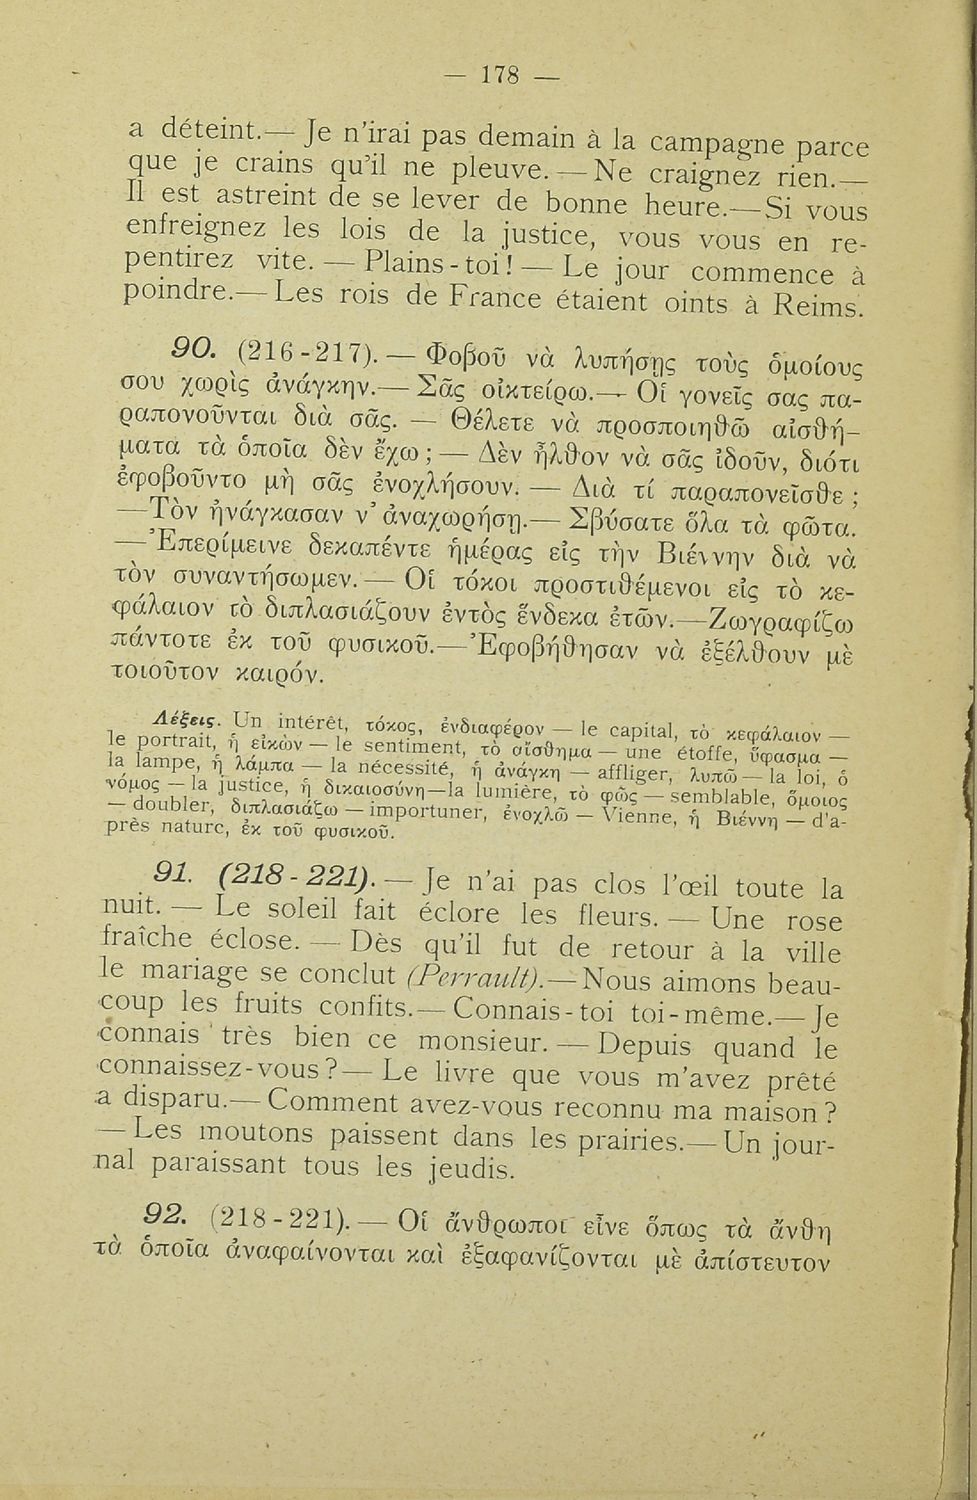 — 178 —
a déteint.— Je n'irai pas demain à la campagne parce
que je crains qu'il ne pleuve. — Ne craignez rien.—
Il est astreint de se lever de bonne heure.—Si vous
enfreignez les lois de la justice, vous vous en re-
pentirez vite. — Plains-toi! — Le jour commence à
poindre.—Les rois de France étaient oints à Reims.
90. (216-217). — Φοβοῦ νὰ λυπήσῃς τοὺς ὁμοίους
σου χωρὶς ἀνάγκην.— Σᾶς οἰκτείρω.— Οἱ γονεῖς σας πα-
ραπονοῦνται διὰ σᾶς. — Θέλετε νὰ προσποιηθῶ αἰσθή-
ματα τὰ ὁποῖα δὲν ἔχω ; — Δὲν ἦλθον νὰ σᾶς ἰδοῦν, διότι
ἐφοβοῦντο μὴ σᾶς ἐνοχλήσουν. — Διὰ τί παραπονεῖσθε ;
—Τὸν ἠνάγκασαν ν' ἀναχωρήσῃ.— Σβύσατε ὅλα τὰ φῶτα.
— Ἐπερίμεινε δεκαπέντε ἡμέρας εἰς τὴν Βιέννην διὰ νὰ
τὸν συναντήσωμεν. — Οἱ τόκοι προστιθέμενοι εἰς τὸ κε-
φάλαιον τὸ διπλασιάζουν ἐντὸς ἕνδεκα ἐτῶν.—Ζωγραφίζω
πάντοτε ἐκ τοῦ φυσικοῦ.— Ἐφοβήθησαν νὰ ἐξέλθουν μὲ
τοιοῦτον καιρόν.
Λέξεις. Un intérêt, τόκος, ἐνδιαφέρον — le capital, τὸ κεφάλαιον —
le portrait, ἡ εἰκὼν — le sentiment, τὸ αἴσθημα — une étoffe, ὕφασμα —
la lampe, ἡ λάμπα — la nécessité, ἡ ἀνάγκη — affliger, λυπῶ — la loi, ὁ
νόμος — la justice, ἡ δικαιοσύνη—la lumière, τὸ φῶς — semblable, ὅμοιος
— doubler, διπλασιάζω — importuner, ἐνοχλῶ — Vienne, ἡ Βιέννη — d'a-
près nature, ἐκ τοῦ φυσικοῦ.
91. (218-221). — Je n'ai pas clos l'œil toute la
nuit. — Le soleil fait éclore les fleurs. — Une rose
fraîche éclose. — Dès qu'il fut de retour à la ville
le mariage se conclut (Perrault).—Nous aimons beau-
coup les fruits confits.— Connais-toi toi-même.—Je
connais très bien ce monsieur. — Depuis quand le
connaissez-vous?— Le livre que vous m'avez prêté
a disparu.— Comment avez-vous reconnu ma maison?
—Les moutons paissent dans les prairies.—Un jour-
nal paraissant tous les jeudis.
92. (218-221). — Οἱ ἄνθρωποι εἶνε ὅπως τὰ ἄνθη
τὰ ὁποῖα ἀναφαίνονται καὶ ἐξαφανίζονται μὲ ἀπίστευτον